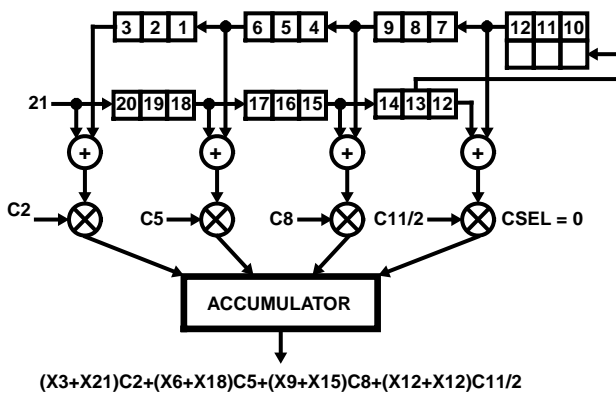 3 2 1 6 5 4 9 8 7 12 11 10
21 20 19 18 17 16 15 14 13 12
+ + + +
C2 C5 C8 C11/2 CSEL = 0
ACCUMULATOR
(X3+X21)C2+(X6+X18)C5+(X9+X15)C8+(X12+X12)C11/2